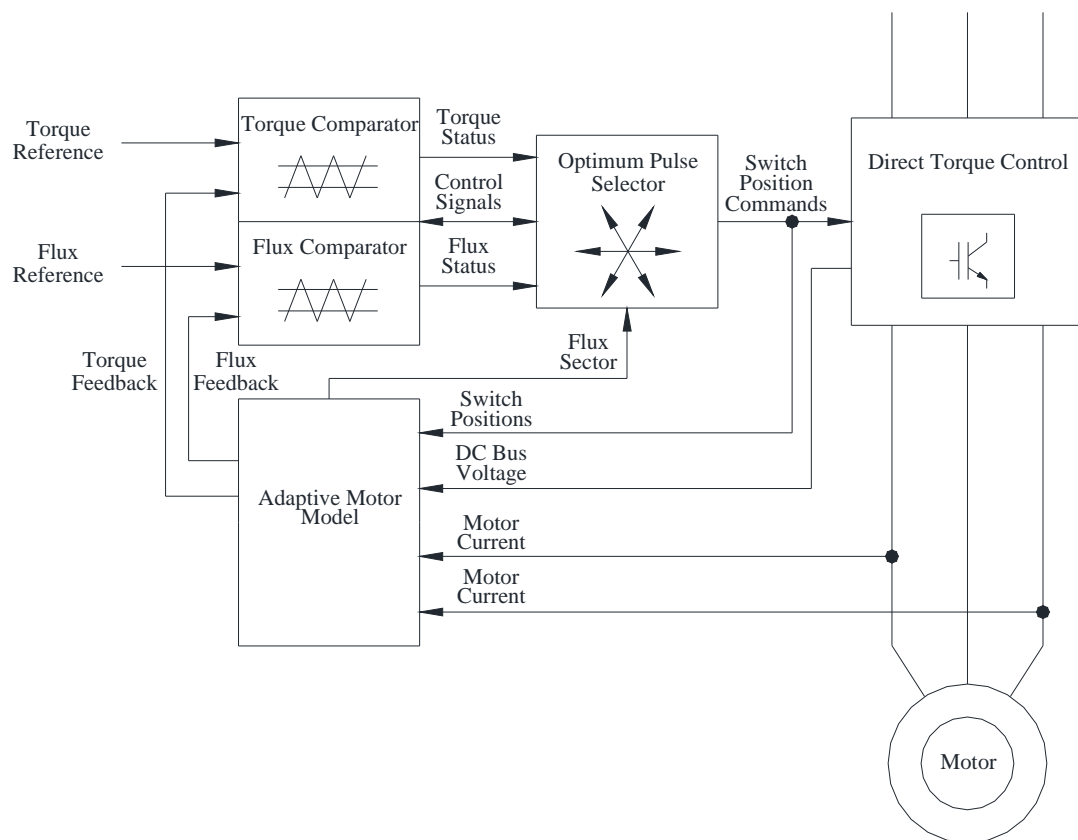 Torque
Reference
Torque Comparator
Torque
Status
Optimum Pulse
Selector
Switch
Position
Commands
Direct Torque Control
Control
Signals
Flux
Reference
Flux Comparator
Flux
Status
Torque
Feedback
Flux
Feedback
Flux
Sector
Switch
Positions
DC Bus
Voltage
Adaptive Motor
Model
Motor
Current
Motor
Current
Motor